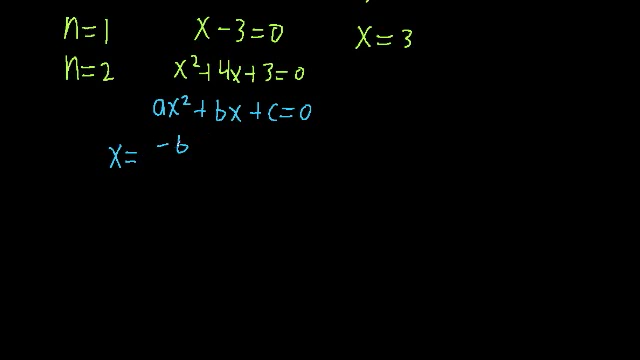 n=1 x-3=0 x=3
n=2 x²+4x+3=0
ax²+bx+c=0
x= -b